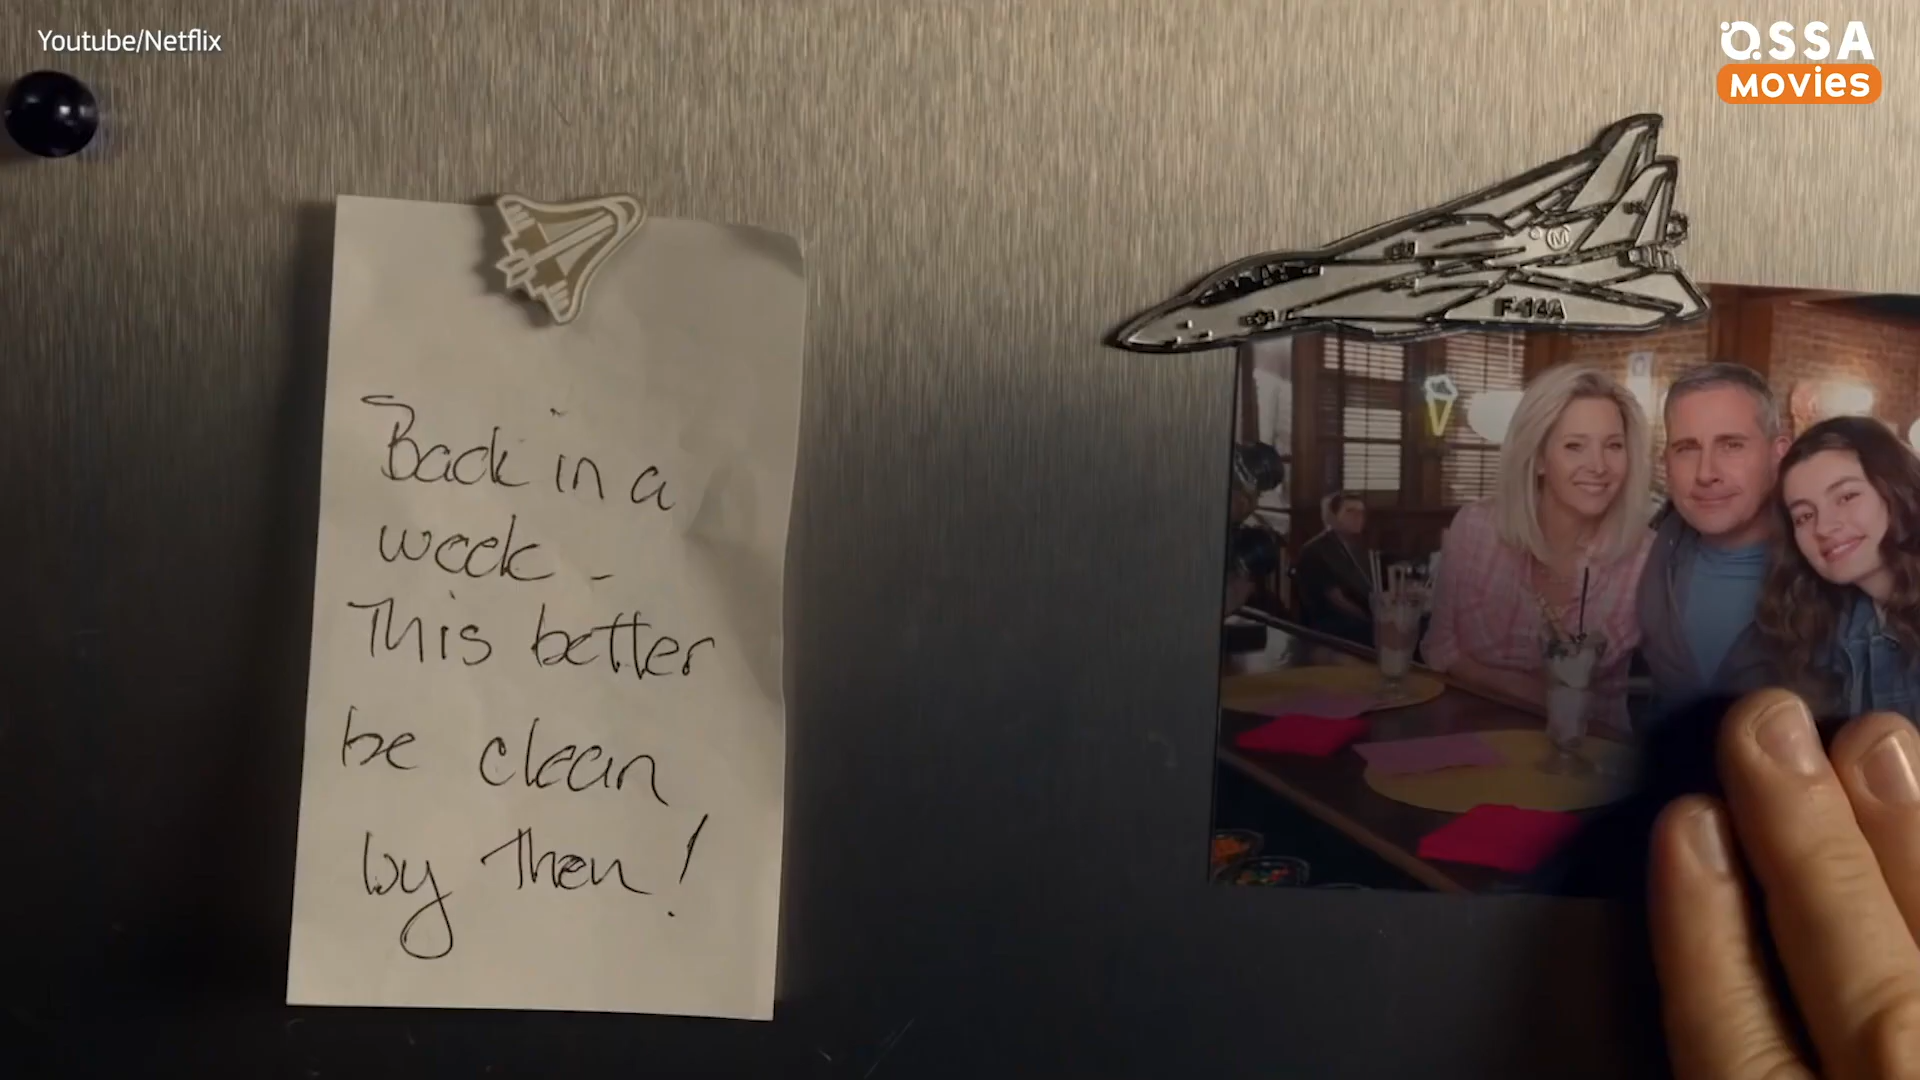 Youtube/Netflix
OSSA
MOVies
F-14A
M
Back in a
week -
This better
be clean
by then!